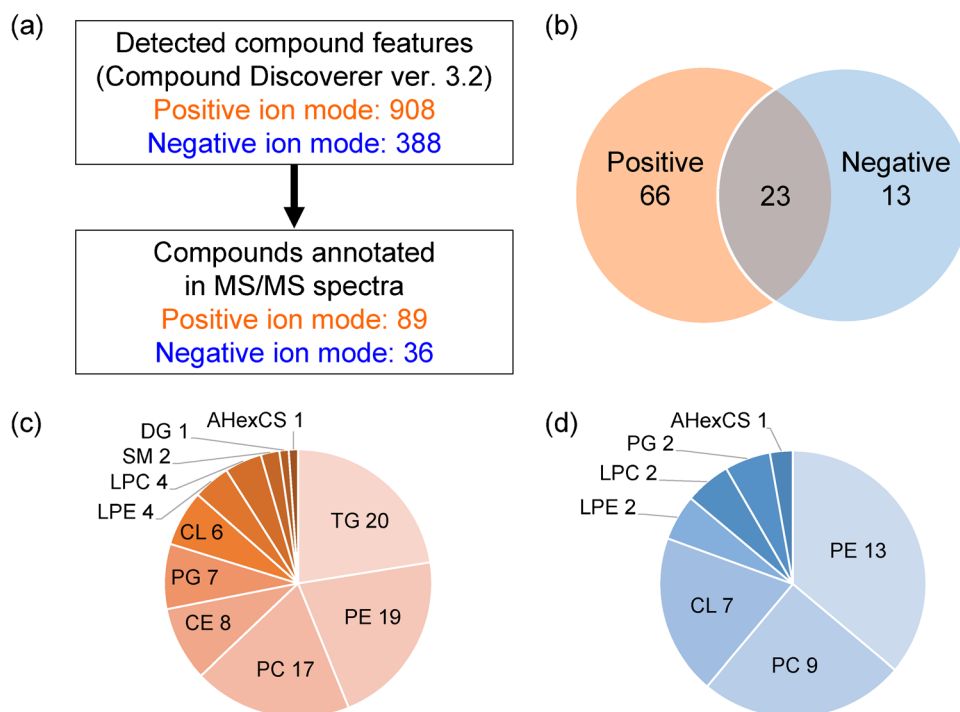 (a)
Detected compound features
(Compound Discoverer ver. 3.2)
Positive ion mode: 908
Negative ion mode: 388
Compounds annotated
in MS/MS spectra
Positive ion mode: 89
Negative ion mode: 36
(b)
Positive
66
23
Negative
13
(c)
AHexCS 1
DG 1
SM 2
LPC 4
LPE 4
CL 6
PG 7
CE 8
PC 17
PE 19
TG 20
(d)
AHexCS 1
PG 2
LPC 2
LPE 2
CL 7
PC 9
PE 13